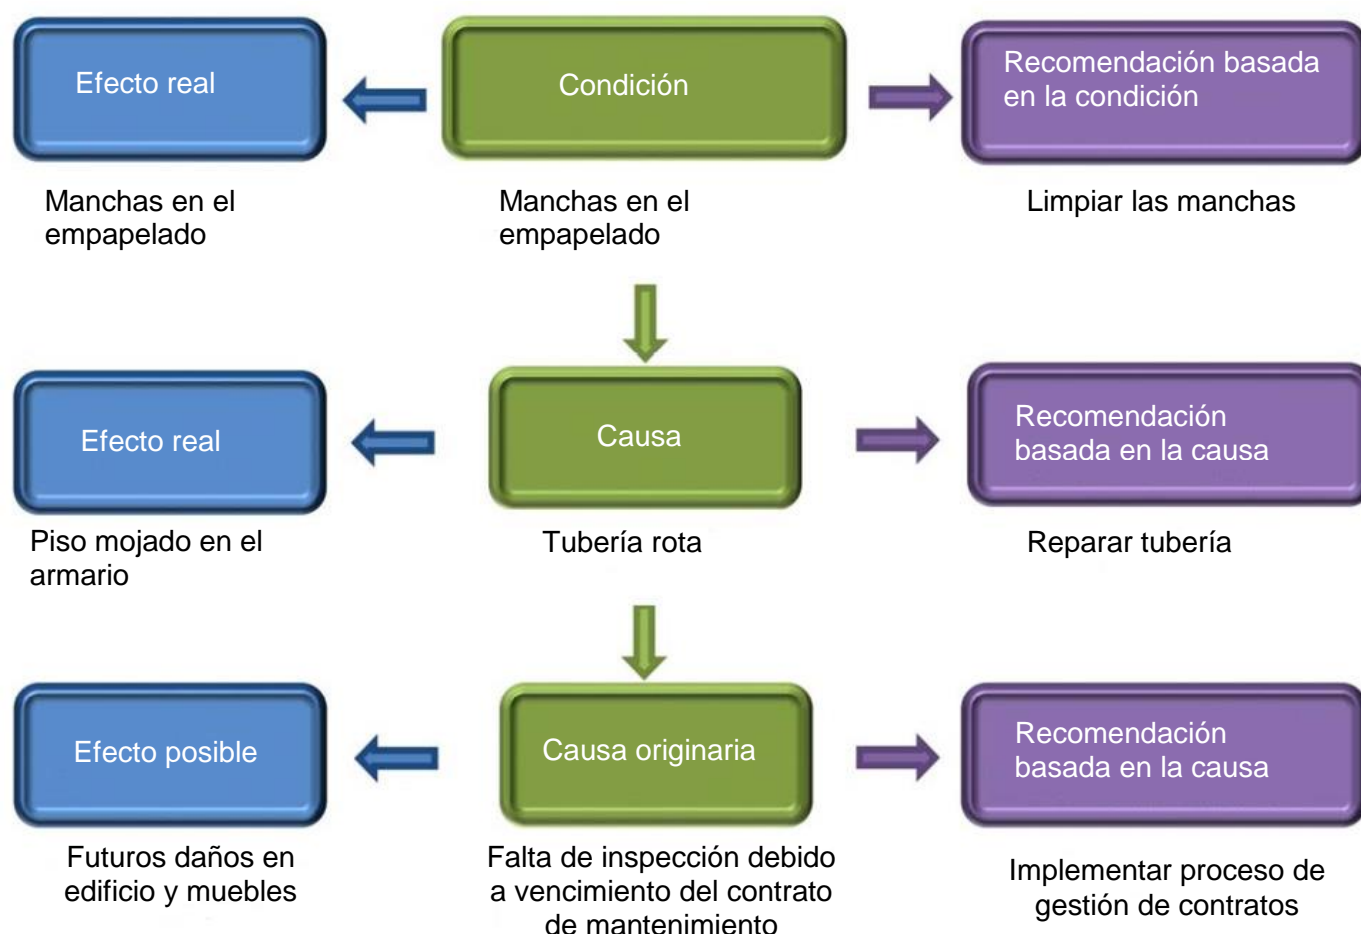 Efecto real
Condición
Recomendación basada
en la condición
Manchas en el
empapelado
Manchas en el
empapelado
Limpiar las manchas
Efecto real
Causa
Recomendación
basada en la causa
Piso mojado en el
armario
Tubería rota
Reparar tubería
Efecto posible
Causa originaria
Recomendación
basada en la causa
Futuros daños en
edificio y muebles
Falta de inspección debido
a vencimiento del contrato
de mantenimiento
Implementar proceso de
gestión de contratos